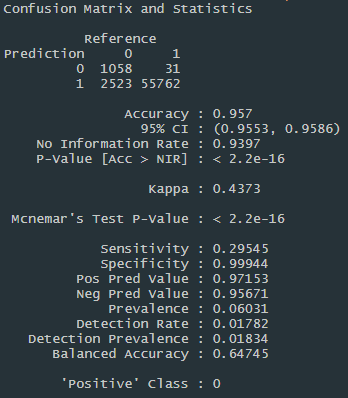 Confusion Matrix and Statistics
Reference
Prediction 0 1
0 1058 31
1 2523 55762
Accuracy : 0.957
95% CI : (0.9553, 0.9586)
No Information Rate : 0.9397
P-Value [Acc > NIR] : < 2.2e-16
Kappa : 0.4373
Mcnemar's Test P-Value : < 2.2e-16
Sensitivity : 0.29545
Specificity : 0.99944
Pos Pred Value : 0.97153
Neg Pred Value : 0.95671
Prevalence : 0.06031
Detection Rate : 0.01782
Detection Prevalence : 0.01834
Balanced Accuracy : 0.64745
'Positive' Class : 0